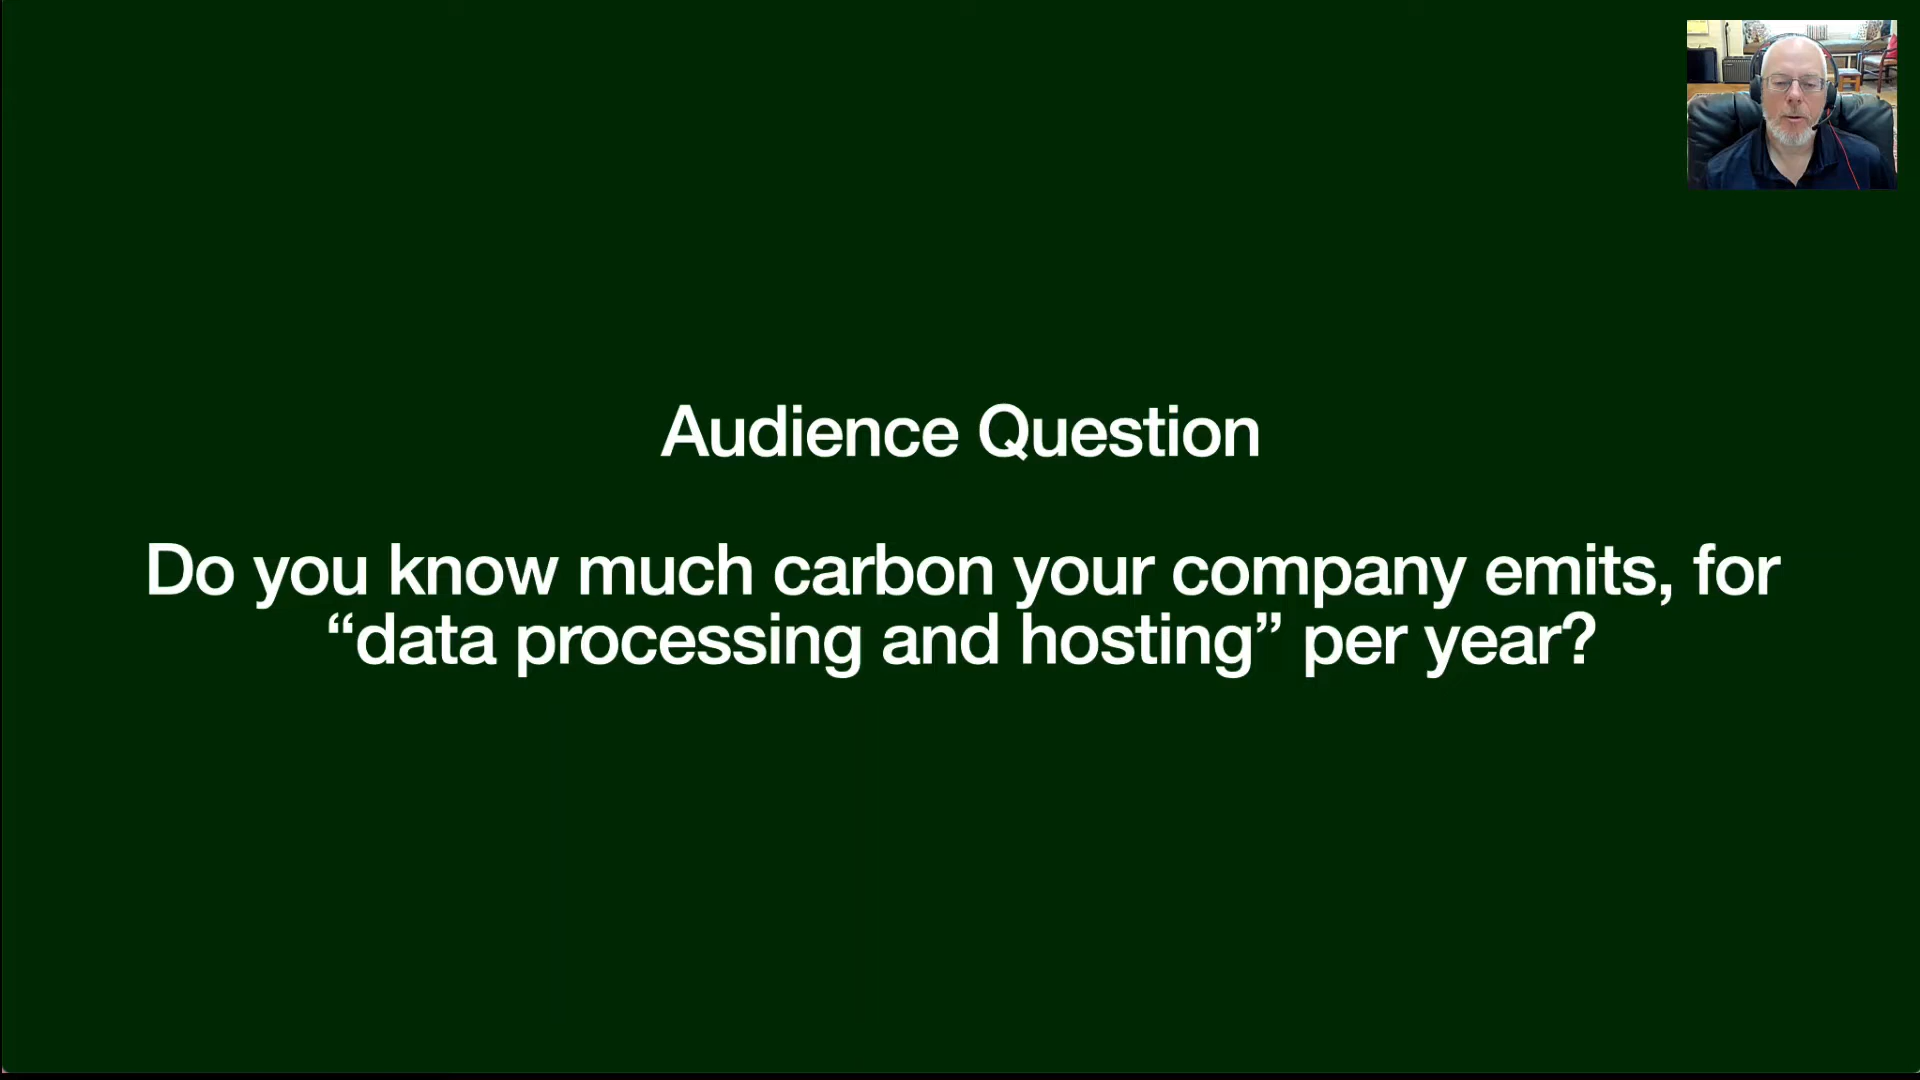 Audience Question
Do you know much carbon your company emits, for
“data processing and hosting” per year?